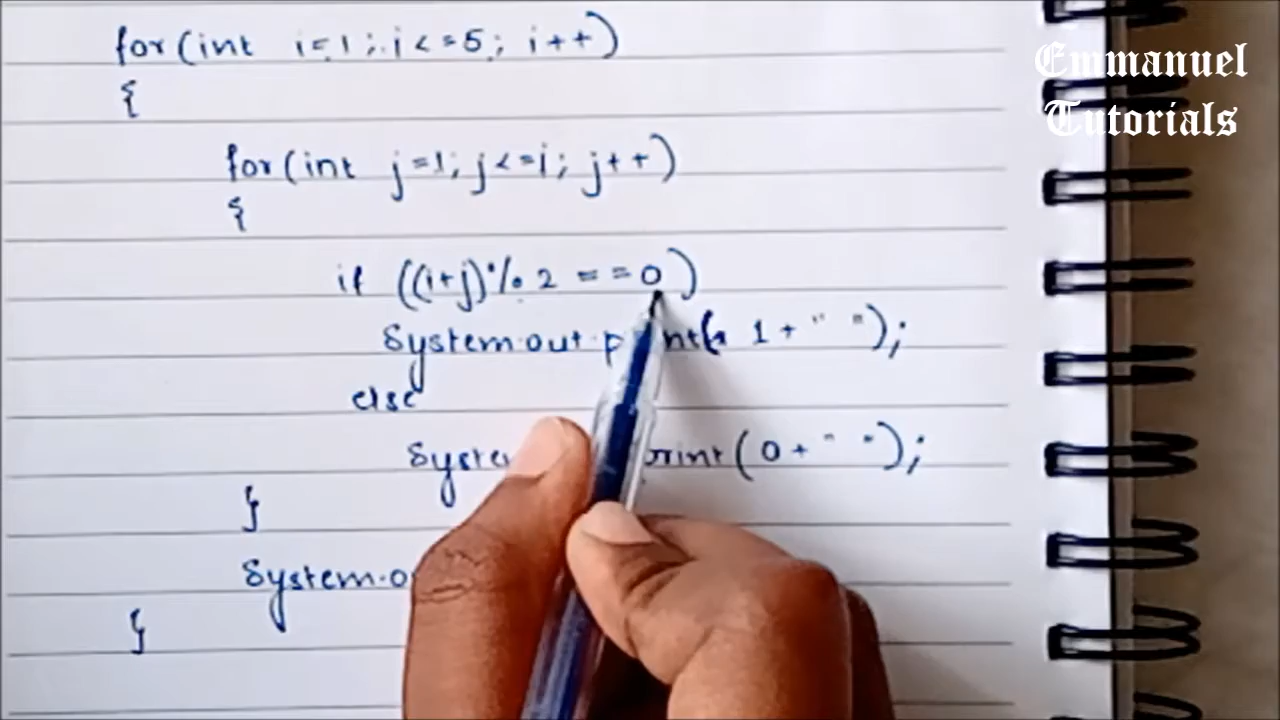 for(int i=1; i<=5; i++)
{
for(int j=1; j<=i; j++)
{
if ((i+j)%2 ==0)
System.out.p nt( 1+" ");
else
Syste rint(0+" ");
}
System.o
}
Emmanuel
Tutorials